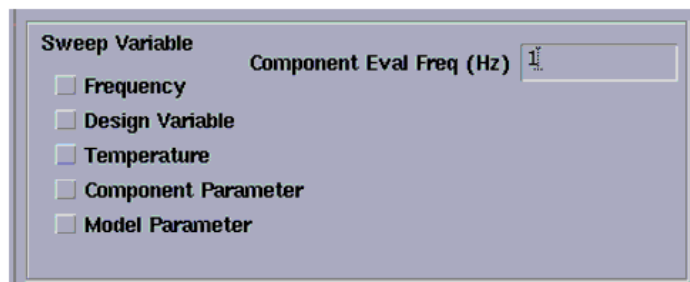 Sweep Variable
Component Eval Freq (Hz) 1
Frequency
Design Variable
Temperature
Component Parameter
Model Parameter